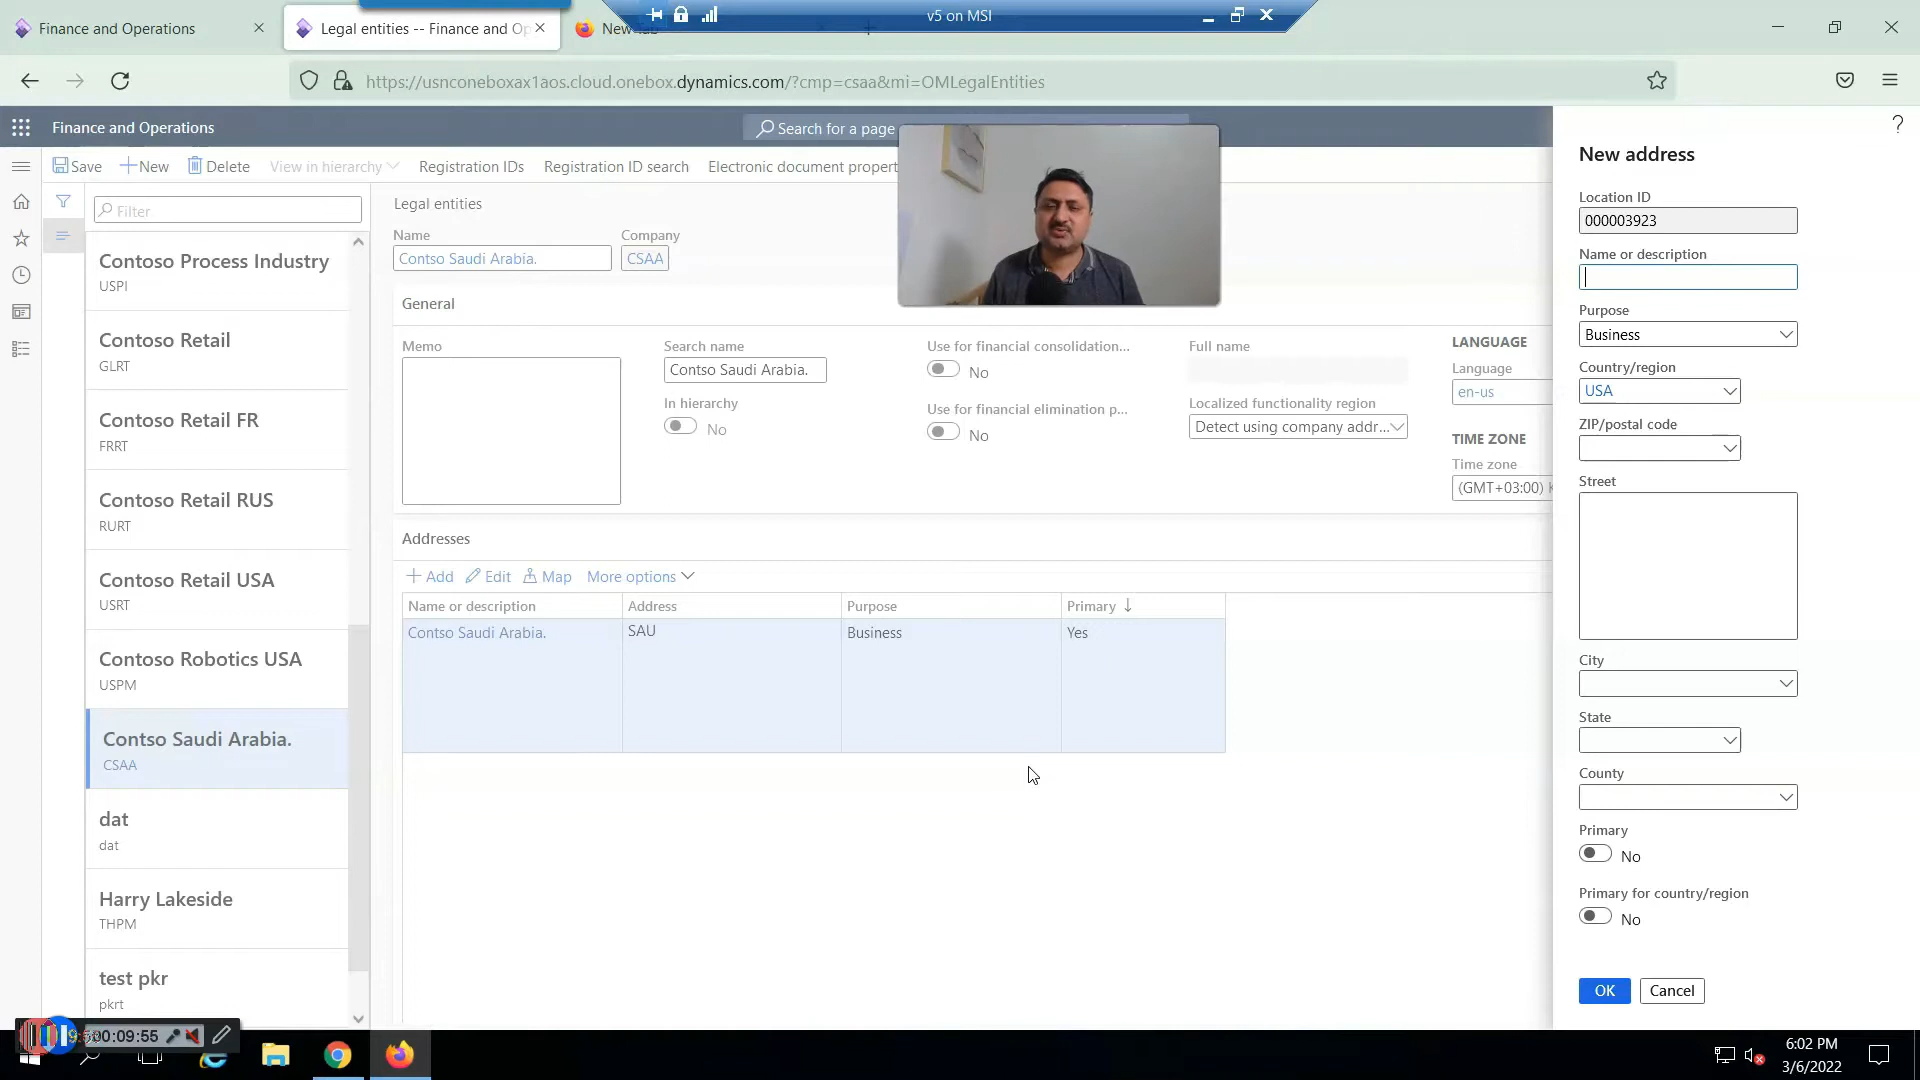 v5 on MSI
Finance and Operations
Legal entities -- Finance and Op
New Tab
https://usnconeboxax1aos.cloud.onebox.dynamics.com/?cmp=csaa&mi=OMLegalEntities
Finance and Operations
Search for a page
?
Save
New
Delete
View in hierarchy
Registration IDs
Registration ID search
Electronic document propert
Filter
Contoso Process Industry
USPI
Contoso Retail
GLRT
Contoso Retail FR
FRRT
Contoso Retail RUS
RURT
Contoso Retail USA
USRT
Contoso Robotics USA
USPM
Contso Saudi Arabia.
CSAA
dat
dat
Harry Lakeside
THPM
test pkr
pkrt
Legal entities
Name
Company
Contoso Saudi Arabia.
CSAA
General
Memo
Search name
Contso Saudi Arabia.
In hierarchy
No
Use for financial consolidation...
No
Use for financial elimination p...
No
Full name
Localized functionality region
Detect using company addr...
LANGUAGE
Language
en-us
TIME ZONE
Time zone
(GMT+03:00) K
Addresses
Add
Edit
Map
More options
Name or description
Address
Purpose
Primary
Contso Saudi Arabia.
SAU
Business
Yes
New address
Location ID
000003923
Name or description
Purpose
Business
Country/region
USA
ZIP/postal code
Street
City
State
County
Primary
No
Primary for country/region
No
OK
Cancel
00:09:55
6:02 PM
3/6/2022